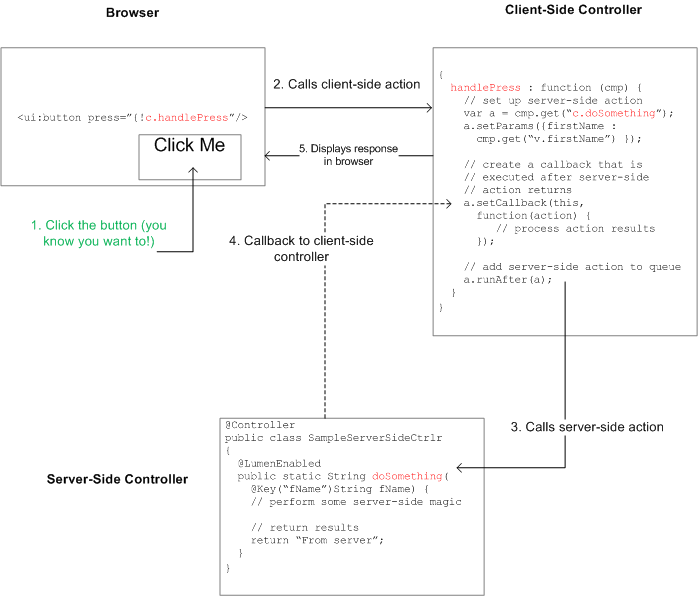 Browser
Client-Side Controller
<ui:button press=”{!c.handlePress”/>
Click Me
1. Click the button (you
know you want to!)
2. Calls client-side action
5. Displays response
in browser
{
handlePress : function (cmp) {
// set up server-side action
var a = cmp.get(“c.doSomething”);
a.setParams({firstName :
cmp.get(“v.firstName”) });
// create a callback that is
// executed after server-side
// action returns
a.setCallback(this,
function(action) {
// process action results
});
// add server-side action to queue
a.runAfter(a);
}
}
4. Callback to client-side
controller
3. Calls server-side action
Server-Side Controller
@Controller
public class SampleServerSideCtrlr
{
@LumenEnabled
public static String doSomething(
@Key(“fName”)String fName) {
// perform some server-side magic
// return results
return “From server”;
}
}